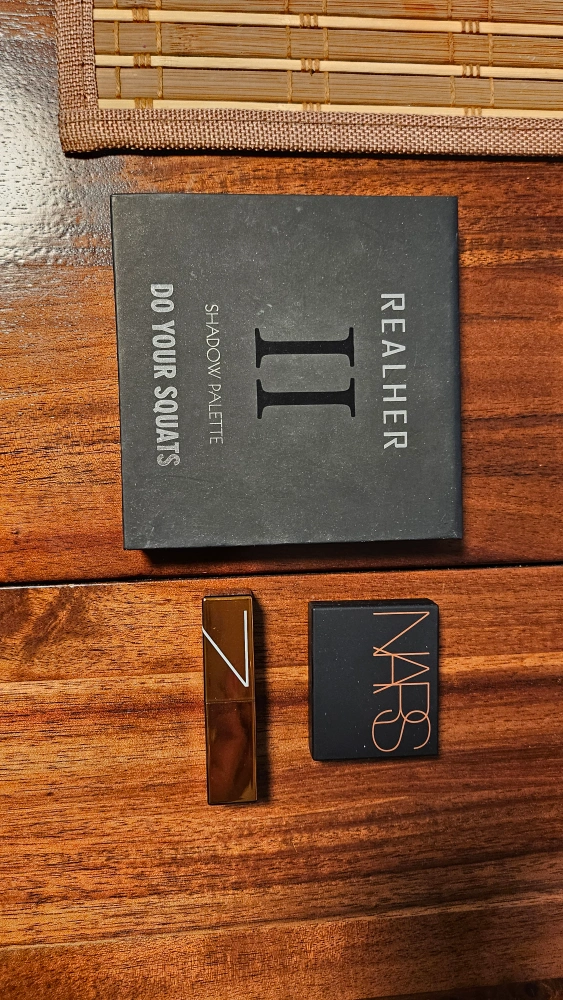 REALHER
II
SHADOW PALETTE
DO YOUR SQUATS
NARS